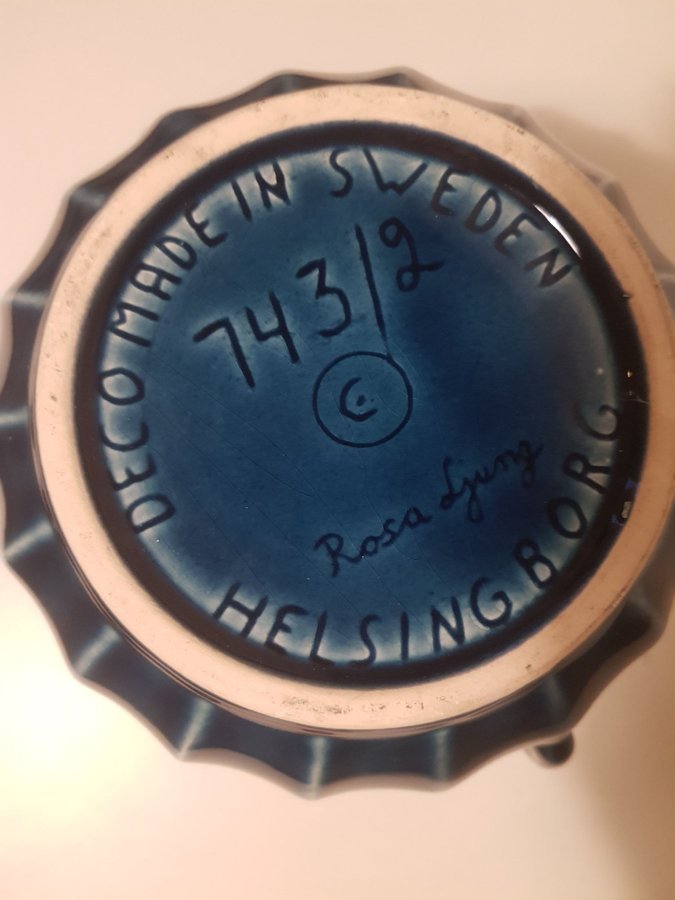 DECO MADE IN SWEDEN
743/2
©
Rosa Ljung
HELSINGBORG